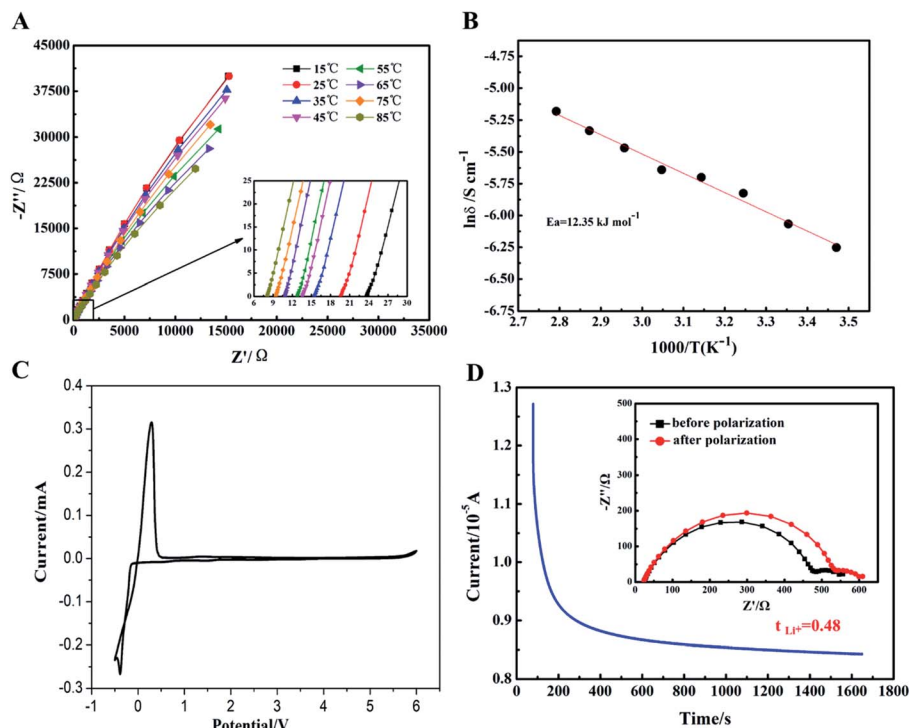 A
45000
37500
30000
22500
15000
7500
0
-Z''/ Ω
0 5000 10000 15000 20000 25000 30000 35000
Z'/ Ω
15℃ 55℃
25℃ 65℃
35℃ 75℃
45℃ 85℃
25
20
15
10
5
0
6 9 12 15 18 21 24 27 30
B
-5.00
-5.25
-5.50
-5.75
-6.00
-6.25
-6.75
lnδ /S cm⁻¹
Ea=12.35 kJ mol⁻¹
2.7 2.8 2.9 3.0 3.1 3.2 3.3 3.4 3.5
1000/T(K⁻¹)
C
0.4
0.3
0.2
0.1
0.0
-0.1
-0.2
-0.3
Current/mA
-1 0 1 2 3 4 5 6
Potential/V
D
1.3
1.2
1.1
1.0
0.9
0.8
Current/10⁻⁵ A
0 200 400 600 800 1000 1200 1400 1600 1800
Time/s
before polarization
after polarization
500
400
300
200
100
0
-Z''/Ω
0 100 200 300 400 500 600
Z'/Ω
t Li⁺=0.48